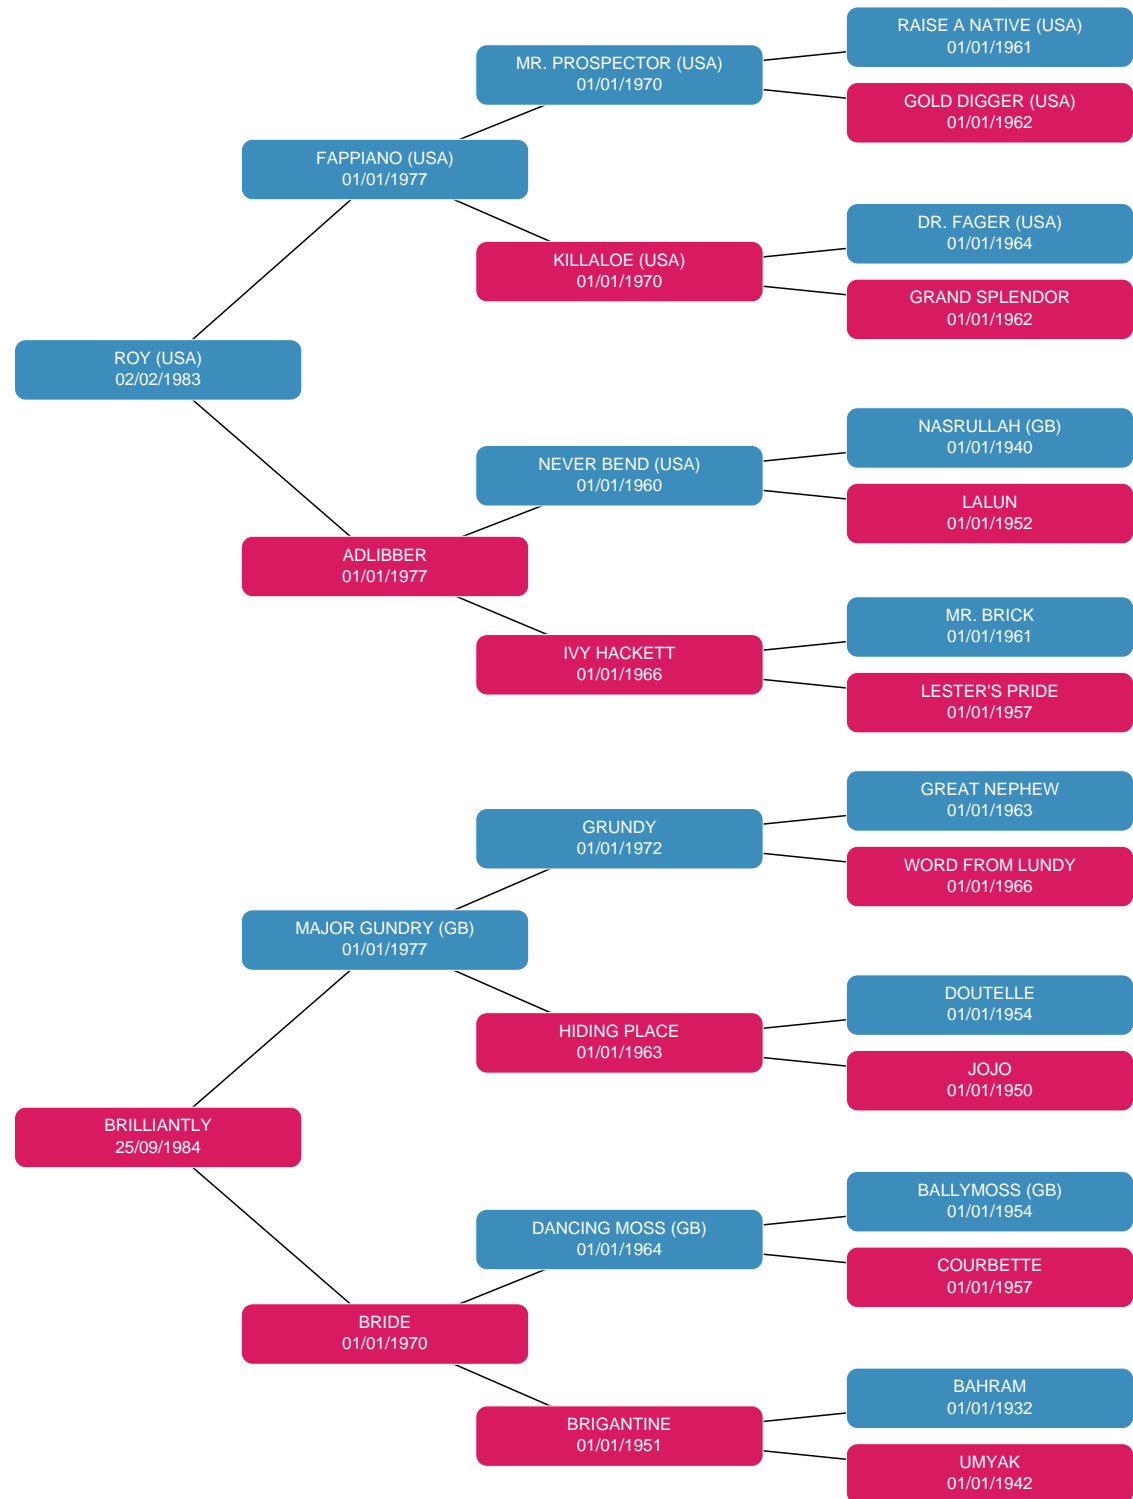 RAISE A NATIVE (USA)
01/01/1961
MR. PROSPECTOR (USA)
01/01/1970
GOLD DIGGER (USA)
01/01/1962
FAPPIANO (USA)
01/01/1977
DR. FAGER (USA)
01/01/1964
KILLALOE (USA)
01/01/1970
GRAND SPLENDOR
01/01/1962
ROY (USA)
02/02/1983
NASRULLAH (GB)
01/01/1940
NEVER BEND (USA)
01/01/1960
LALUN
01/01/1952
ADLIBBER
01/01/1977
MR. BRICK
01/01/1961
IVY HACKETT
01/01/1966
LESTER'S PRIDE
01/01/1957
GREAT NEPHEW
01/01/1963
GRUNDY
01/01/1972
WORD FROM LUNDY
01/01/1966
MAJOR GUNDRY (GB)
01/01/1977
DOUTELLE
01/01/1954
HIDING PLACE
01/01/1963
JOJO
01/01/1950
BRILLIANTLY
25/09/1984
BALLYMOSS (GB)
01/01/1954
DANCING MOSS (GB)
01/01/1964
COURBETTE
01/01/1957
BRIDE
01/01/1970
BAHRAM
01/01/1932
BRIGANTINE
01/01/1951
UMYAK
01/01/1942